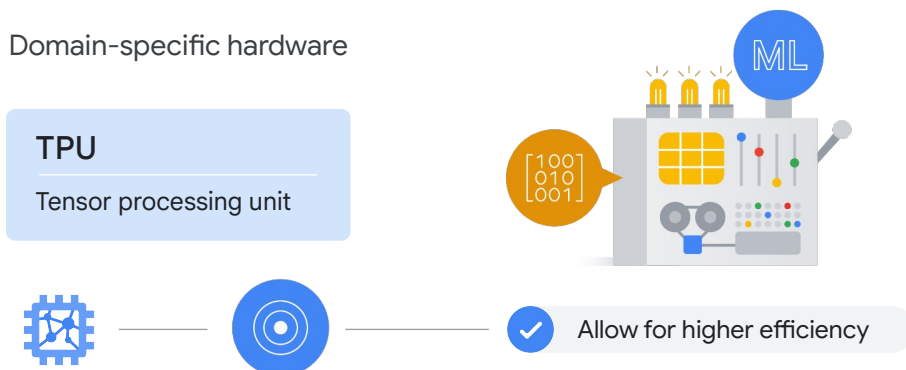 Domain-specific hardware
ML
TPU
Tensor processing unit
[100
010
001]
Allow for higher efficiency